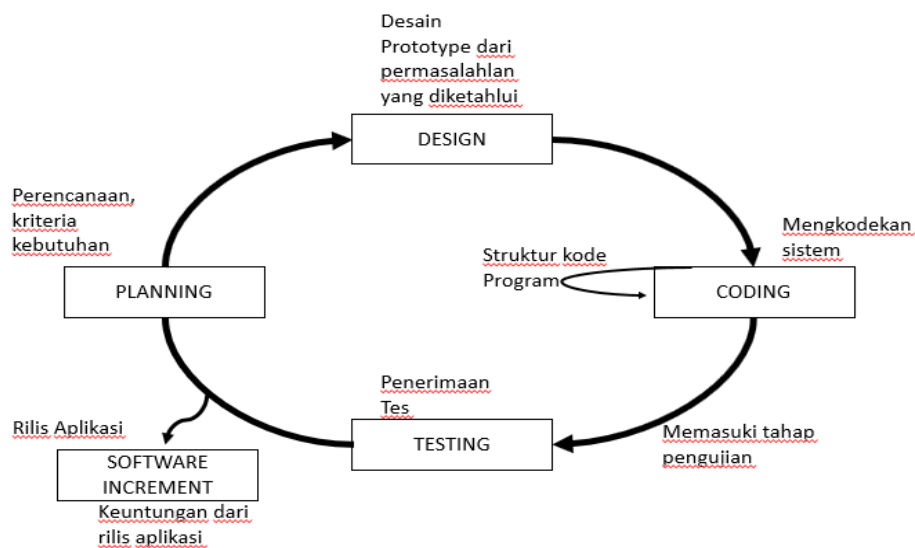 Desain
Prototype dari
permasalahlan
yang diketahlui
DESIGN
Perencanaan,
kriteria
kebutuhan
PLANNING
Mengkodekan
sistem
Struktur kode
Program
CODING
Penerimaan
Tes
TESTING
Memasuki tahap
pengujian
Rilis Aplikasi
SOFTWARE
INCREMENT
Keuntungan dari
rilis aplikasi